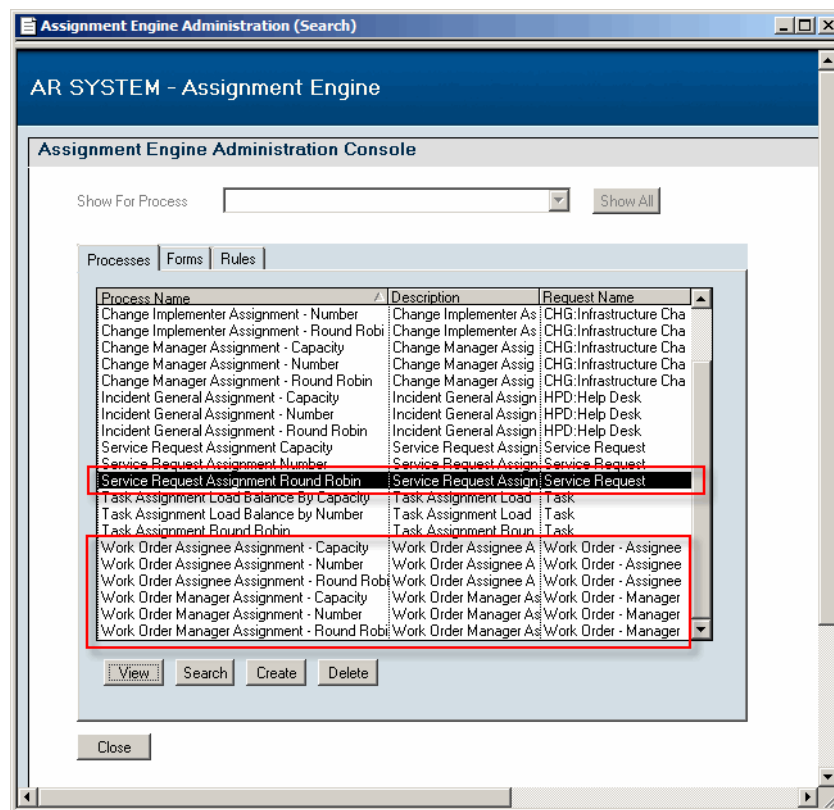 Assignment Engine Administration (Search)
AR SYSTEM - Assignment Engine
Assignment Engine Administration Console
Show For Process Show All
Processes Forms Rules
Process Name Description Request Name
Change Implementer Assignment - Number Change Implementer As CHG:Infrastructure Cha
Change Implementer Assignment - Round Robi Change Implementer As CHG:Infrastructure Cha
Change Manager Assignment - Capacity Change Manager Assig CHG:Infrastructure Cha
Change Manager Assignment - Number Change Manager Assig CHG:Infrastructure Cha
Change Manager Assignment - Round Robin Change Manager Assig CHG:Infrastructure Cha
Incident General Assignment - Capacity Incident General Assign HPD:Help Desk
Incident General Assignment - Number Incident General Assign HPD:Help Desk
Incident General Assignment - Round Robin Incident General Assign HPD:Help Desk
Service Request Assignment Capacity Service Request Assign Service Request
Service Request Assignment Number Service Request Assign Service Request
Service Request Assignment Round Robin Service Request Assign Service Request
Task Assignment Load Balance By Capacity Task Assignment Load Task
Task Assignment Load Balance by Number Task Assignment Load Task
Task Assignment Round Robin Task Assignment Roun Task
Work Order Assignee Assignment - Capacity Work Order Assignee A Work Order - Assignee
Work Order Assignee Assignment - Number Work Order Assignee A Work Order - Assignee
Work Order Assignee Assignment - Round Robi Work Order Assignee A Work Order - Assignee
Work Order Manager Assignment - Capacity Work Order Manager As Work Order - Manager
Work Order Manager Assignment - Number Work Order Manager As Work Order - Manager
Work Order Manager Assignment - Round Robi Work Order Manager As Work Order - Manager
View Search Create Delete
Close